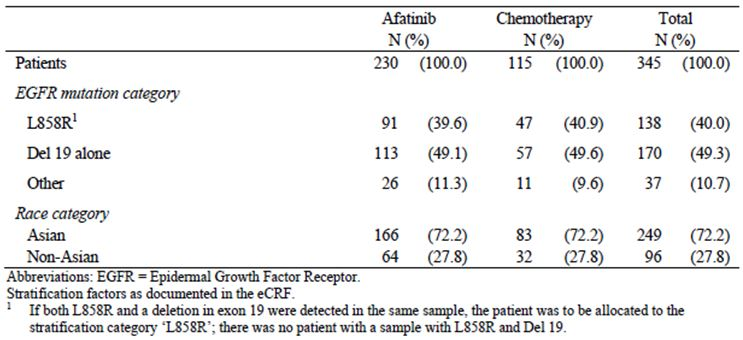 Afatinib Chemotherapy Total
N (%) N (%) N (%)
Patients 230 (100.0) 115 (100.0) 345 (100.0)
EGFR mutation category
L858R1 91 (39.6) 47 (40.9) 138 (40.0)
Del 19 alone 113 (49.1) 57 (49.6) 170 (49.3)
Other 26 (11.3) 11 (9.6) 37 (10.7)
Race category
Asian 166 (72.2) 83 (72.2) 249 (72.2)
Non-Asian 64 (27.8) 32 (27.8) 96 (27.8)
Abbreviations: EGFR = Epidermal Growth Factor Receptor.
Stratification factors as documented in the eCRF.
1 If both L858R and a deletion in exon 19 were detected in the same sample, the patient was to be allocated to the
stratification category ‘L858R’; there was no patient with a sample with L858R and Del 19.